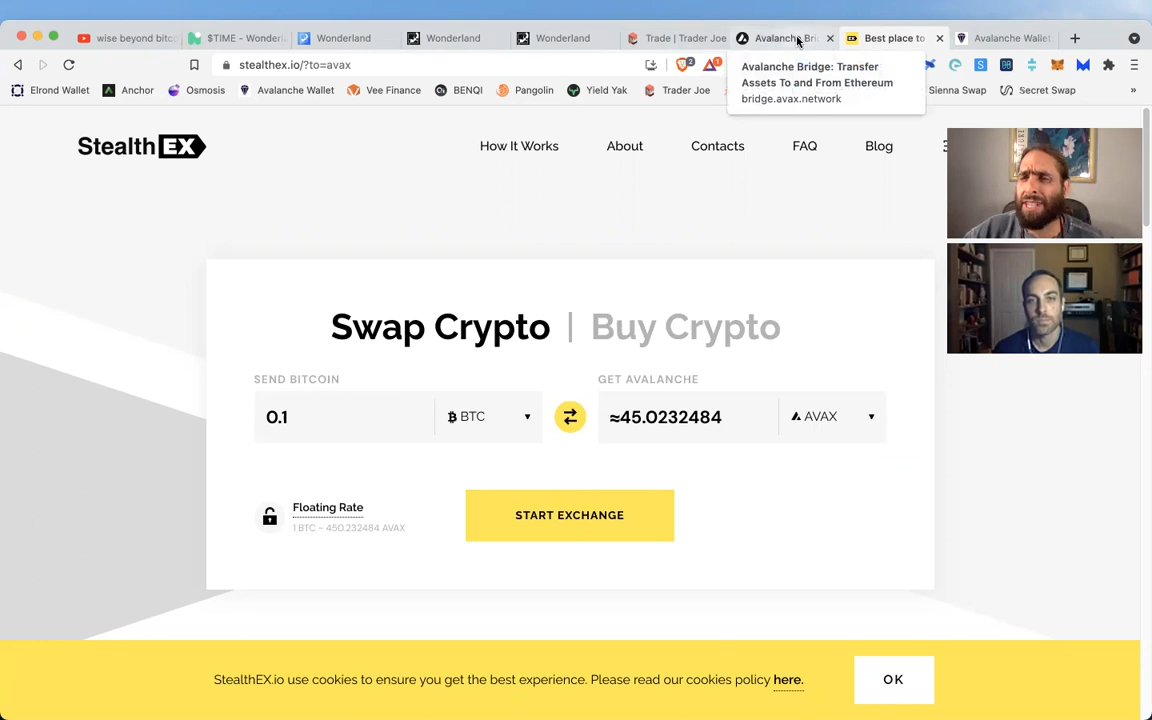 wise beyond bitco
$TIME - Wonderl
Wonderland
Wonderland
Wonderland
Trade | Trader Joe
Avalanche Bri
Best place to
Avalanche Wallet
stealthex.io/?to=avax
2
1
Avalanche Bridge: Transfer
Assets To and From Ethereum
bridge.avax.network
Elrond Wallet
Anchor
Osmosis
Avalanche Wallet
Vee Finance
BENQI
Pangolin
Yield Yak
Trader Joe
Sienna Swap
Secret Swap
StealthEX
How It Works
About
Contacts
FAQ
Blog
Swap Crypto | Buy Crypto
SEND BITCOIN
GET AVALANCHE
0.1
BTC
≈45.0232484
AVAX
Floating Rate
1 BTC ~ 450.232484 AVAX
START EXCHANGE
StealthEX.io use cookies to ensure you get the best experience. Please read our cookies policy here.
OK